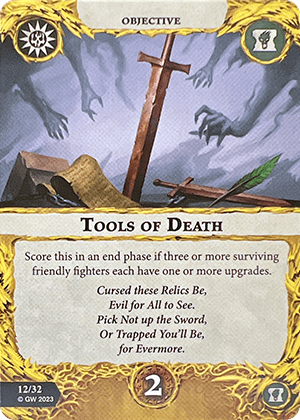 OBJECTIVE
TOOLS OF DEATH
Score this in an end phase if three or more surviving
friendly fighters each have one or more upgrades.
Cursed these Relics Be,
Evil for All to See.
Pick Not up the Sword,
Or Trapped You'll Be,
for Evermore.
12/32
© GW 2023
2